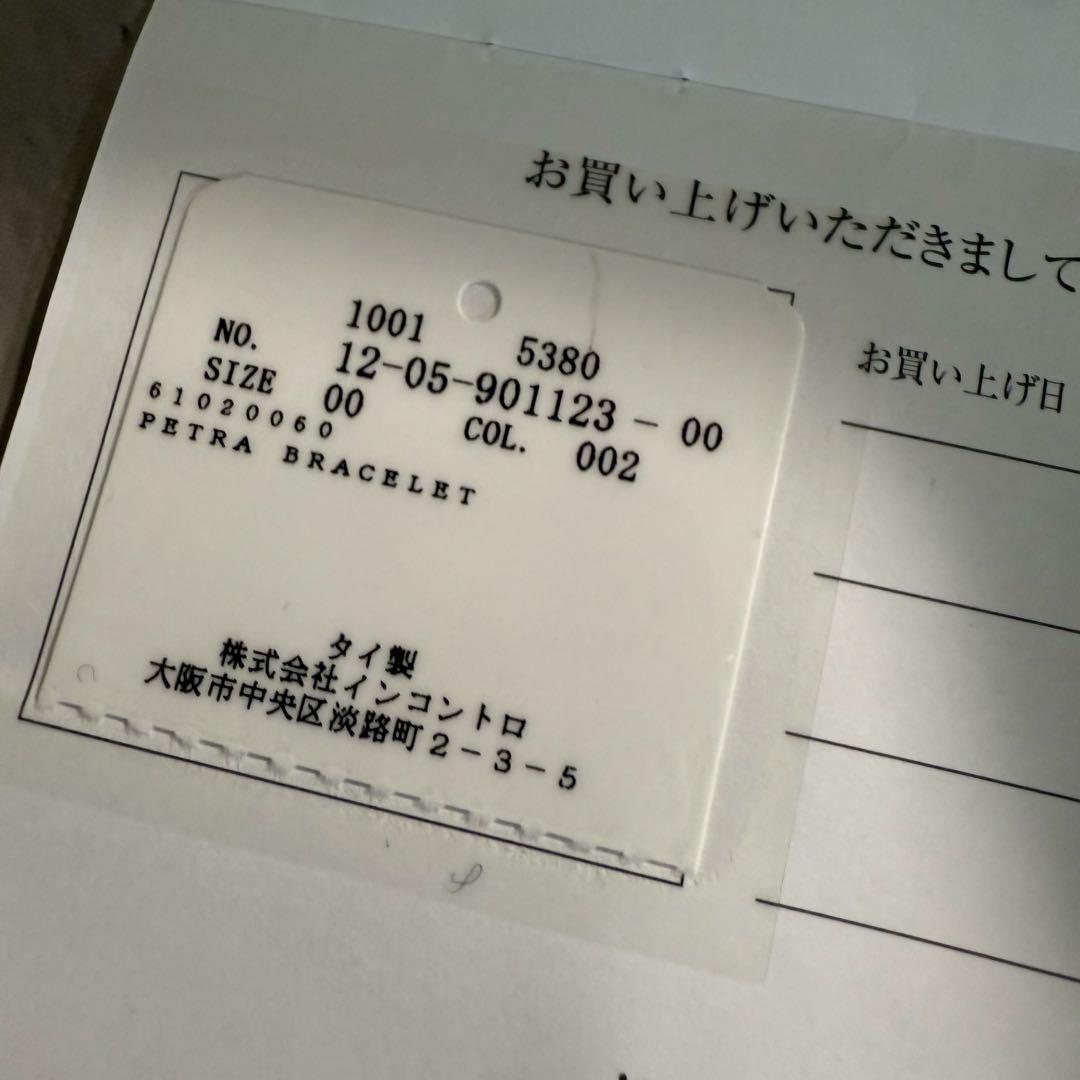 お買い上げいただきまして
お買い上げ日
1001 5380
NO. 12-05-901123-00
SIZE 00 COL. 002
61020060
PETRA BRACELET
タイ製
株式会社インコントロ
大阪市中央区淡路町2-3-5